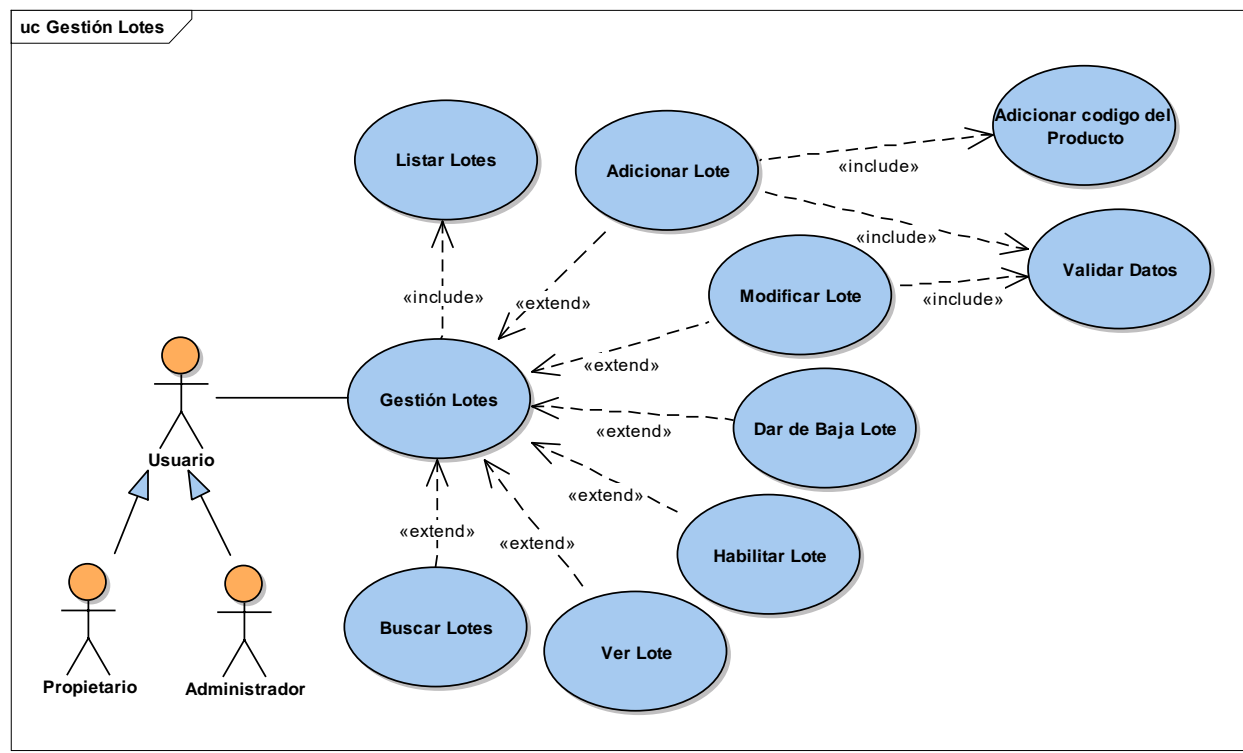 uc Gestión Lotes
Listar Lotes
Adicionar Lote
Adicionar codigo del
Producto
«include»
«include»
Validar Datos
Modificar Lote
«include»
«include»
«extend»
«extend»
Gestión Lotes
Dar de Baja Lote
«extend»
Usuario
«extend»
«extend»
«extend»
Habilitar Lote
Buscar Lotes
Ver Lote
Propietario
Administrador